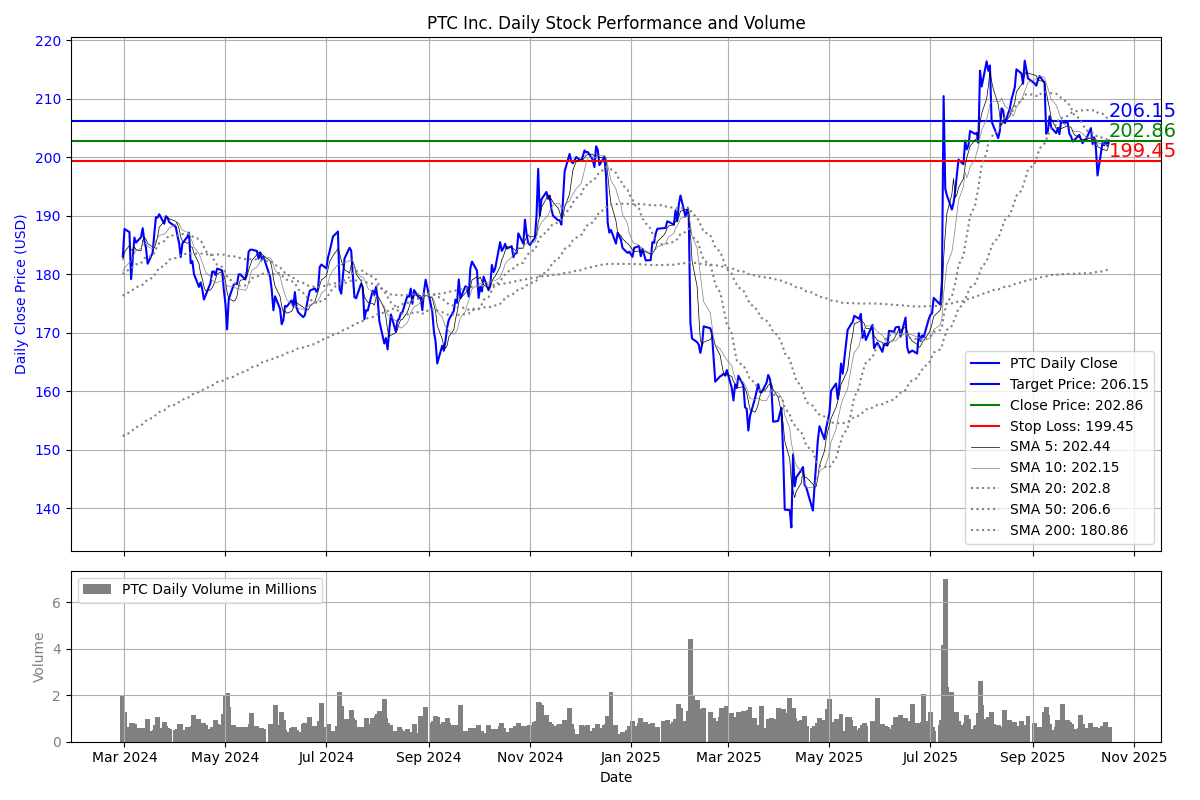 PTC Inc. Daily Stock Performance and Volume
220
210
200
190
180
170
160
150
140
Daily Close Price (USD)
206.15
202.86
199.45
PTC Daily Close
Target Price: 206.15
Close Price: 202.86
Stop Loss: 199.45
SMA 5: 202.44
SMA 10: 202.15
SMA 20: 202.8
SMA 50: 206.6
SMA 200: 180.86
PTC Daily Volume in Millions
6
4
2
0
Volume
Mar 2024 May 2024 Jul 2024 Sep 2024 Nov 2024 Jan 2025 Mar 2025 May 2025 Jul 2025 Sep 2025 Nov 2025
Date